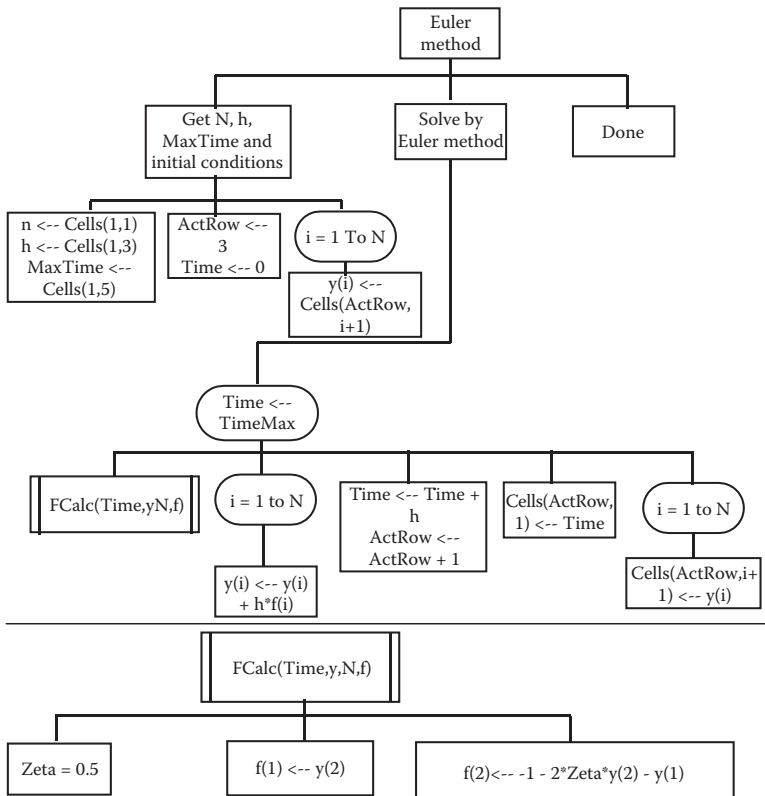 Euler
method
Get N, h,
MaxTime and
initial conditions
Solve by
Euler method
Done
n <-- Cells(1,1)
h <-- Cells(1,3)
MaxTime <--
Cells(1,5)
ActRow <--
3
Time <-- 0
i = 1 To N
y(i) <--
Cells(ActRow,
i+1)
Time <--
TimeMax
FCalc(Time,yN,f)
i = 1 to N
y(i) <-- y(i)
+ h*f(i)
Time <-- Time +
h
ActRow <--
ActRow + 1
Cells(ActRow,
1) <-- Time
i = 1 to N
Cells(ActRow,i+
1) <-- y(i)
FCalc(Time,y,N,f)
Zeta = 0.5
f(1) <-- y(2)
f(2)<-- -1 - 2*Zeta*y(2) - y(1)